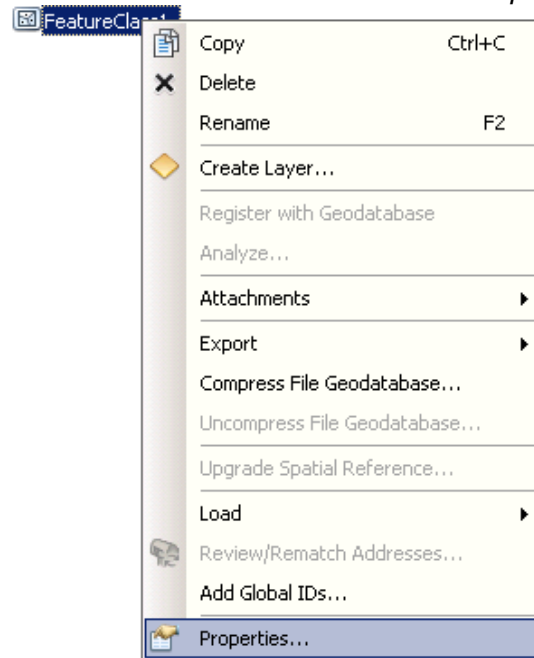 FeatureClass1
Copy Ctrl+C
Delete
Rename F2
Create Layer...
Register with Geodatabase
Analyze...
Attachments
Export
Compress File Geodatabase...
Uncompress File Geodatabase...
Upgrade Spatial Reference...
Load
Review/Rematch Addresses...
Add Global IDs...
Properties...